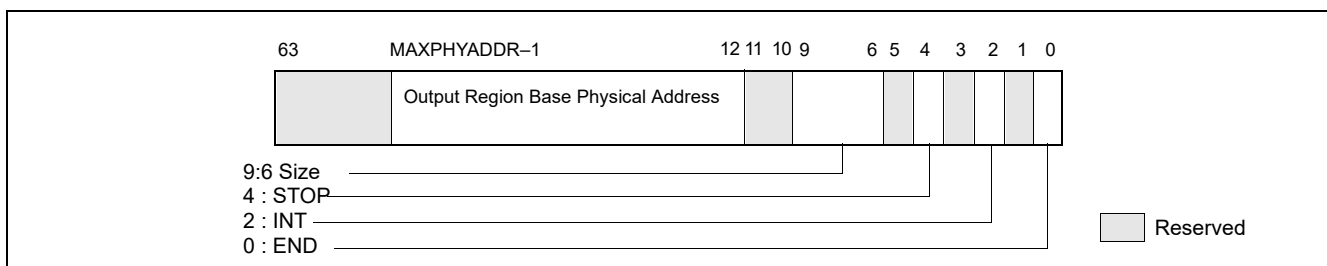 63 MAXPHYADDR–1 12 11 10 9 6 5 4 3 2 1 0
Output Region Base Physical Address
9:6 Size
4 : STOP
2 : INT
0 : END
Reserved